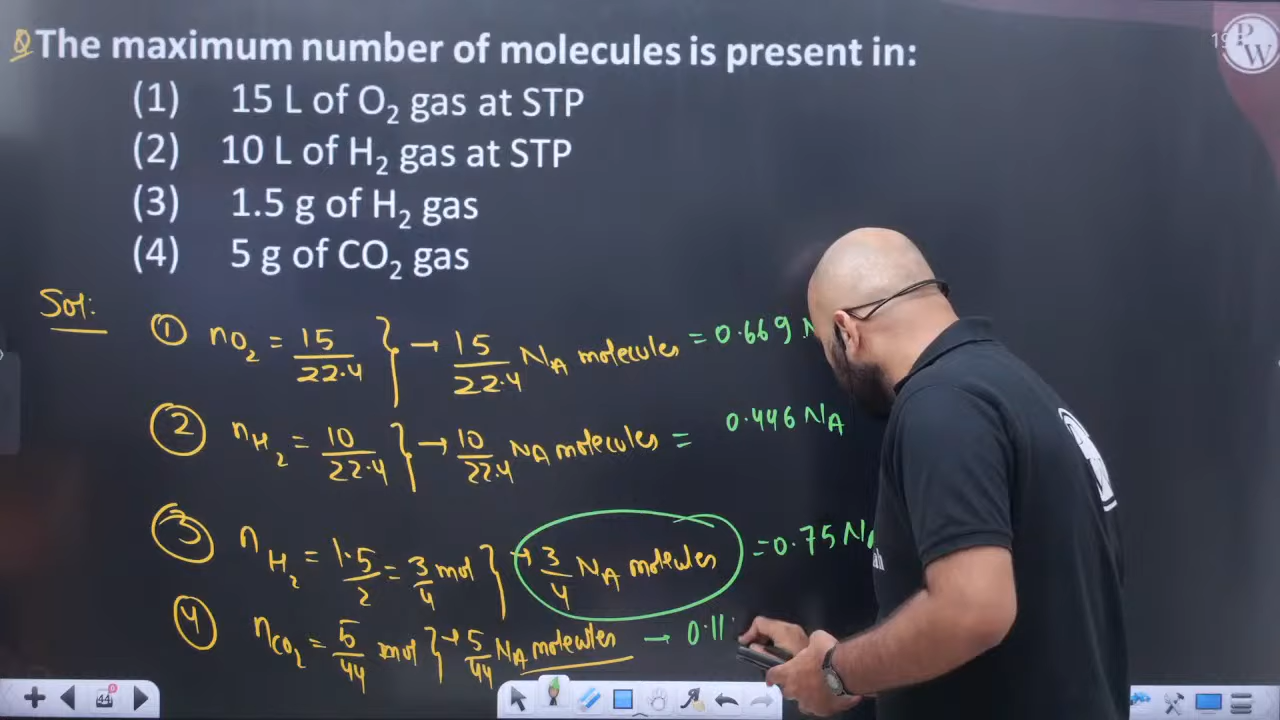 Q The maximum number of molecules is present in:
(1) 15 L of O₂ gas at STP
(2) 10 L of H₂ gas at STP
(3) 1.5 g of H₂ gas
(4) 5 g of CO₂ gas
PW
Sol:
① nO₂ = 15/22.4 } → 15/22.4 NA molecules = 0.669 N
② nH₂ = 10/22.4 } → 10/22.4 NA molecules = 0.446 NA
③ nH₂ = 1.5/2 = 3/4 mol } → 3/4 NA molecules = 0.75 NA
④ nCO₂ = 5/44 mol } → 5/44 NA molecules → 0.11
44